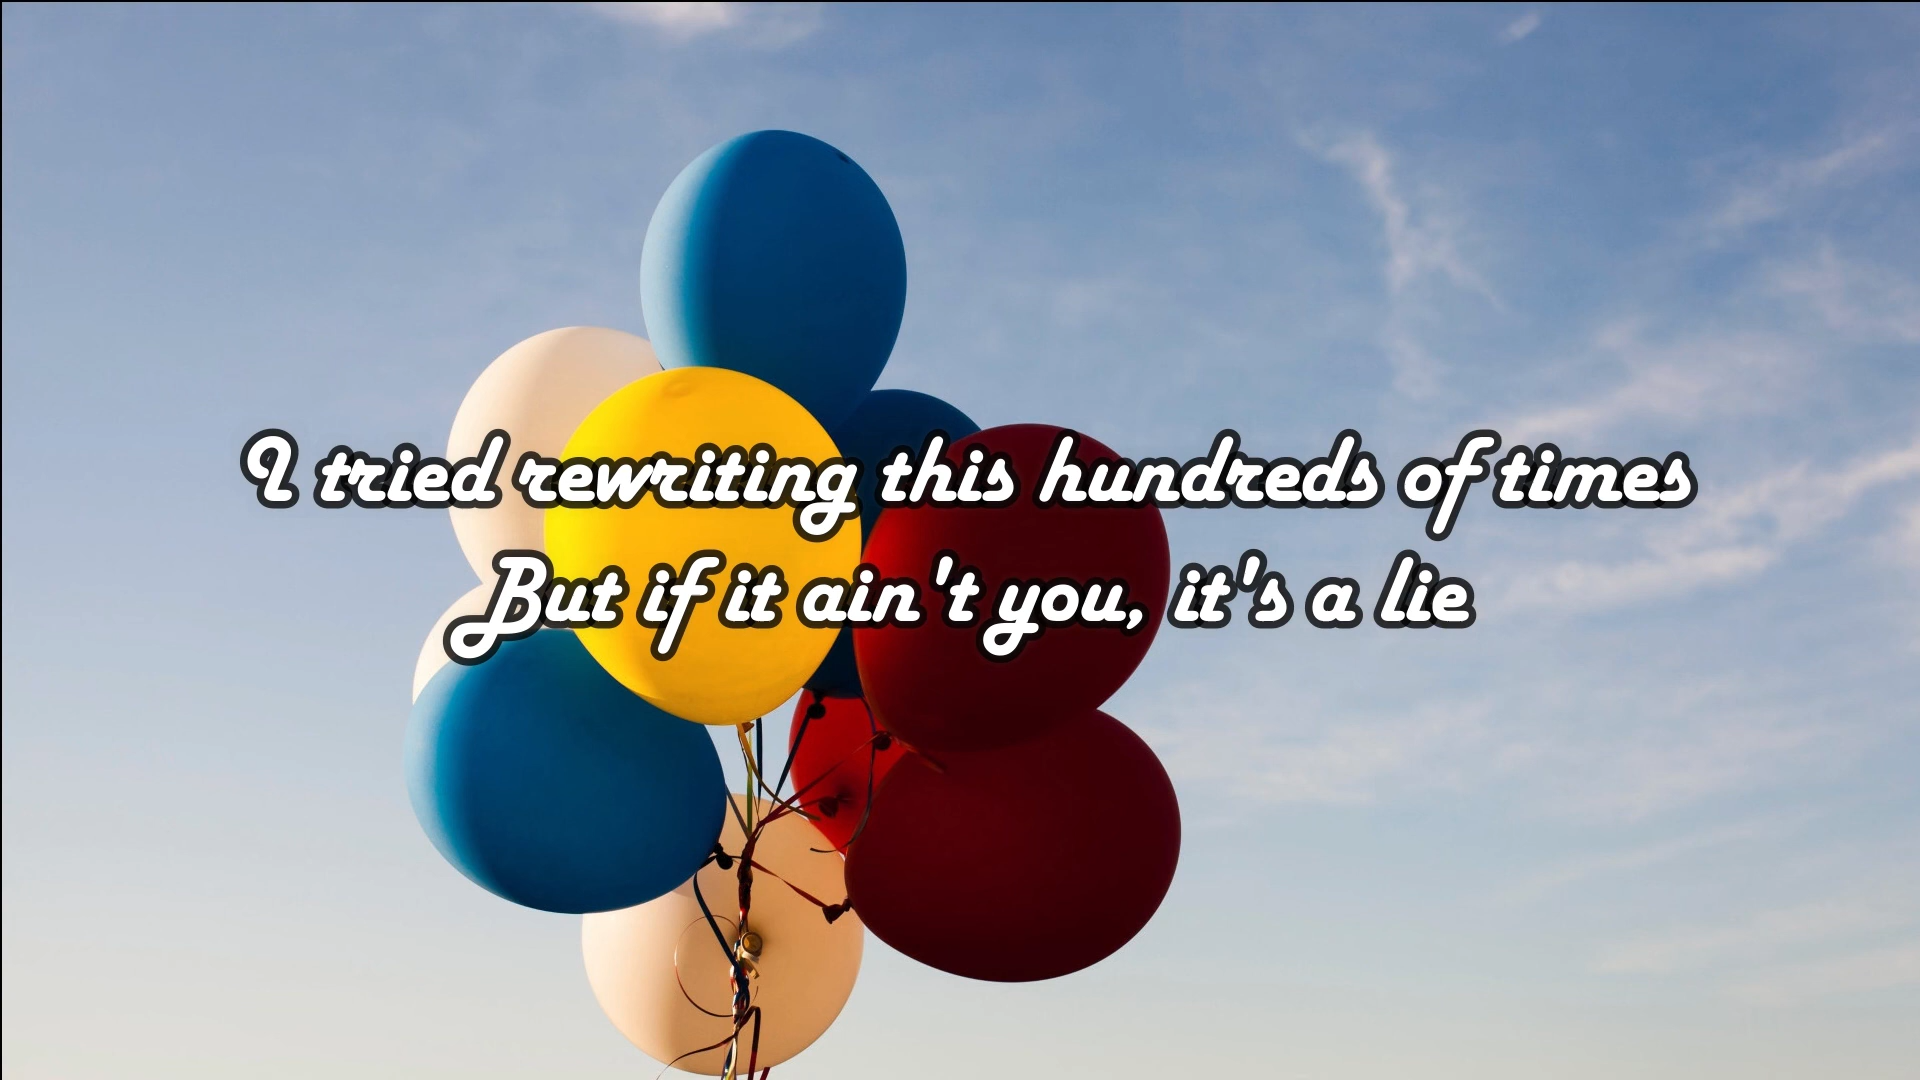 I tried rewriting this hundreds of times
But if it ain't you, it's a lie